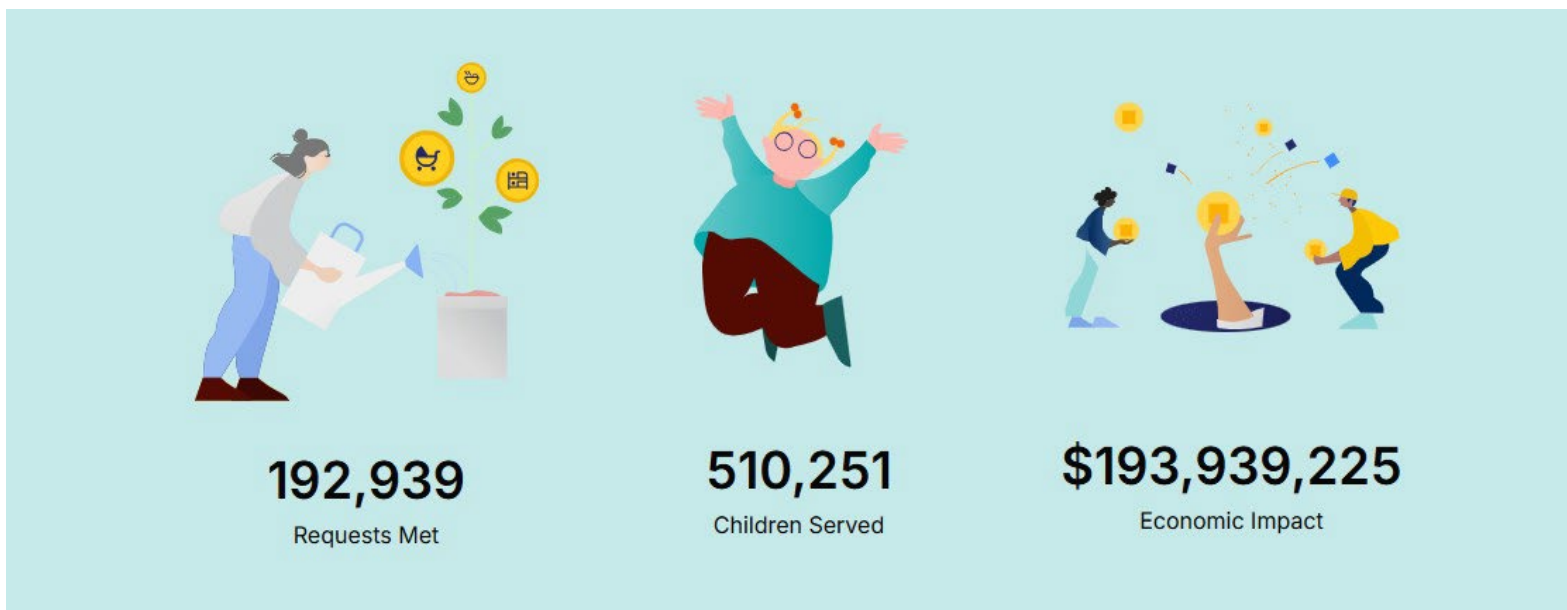 192,939
Requests Met
510,251
Children Served
$193,939,225
Economic Impact